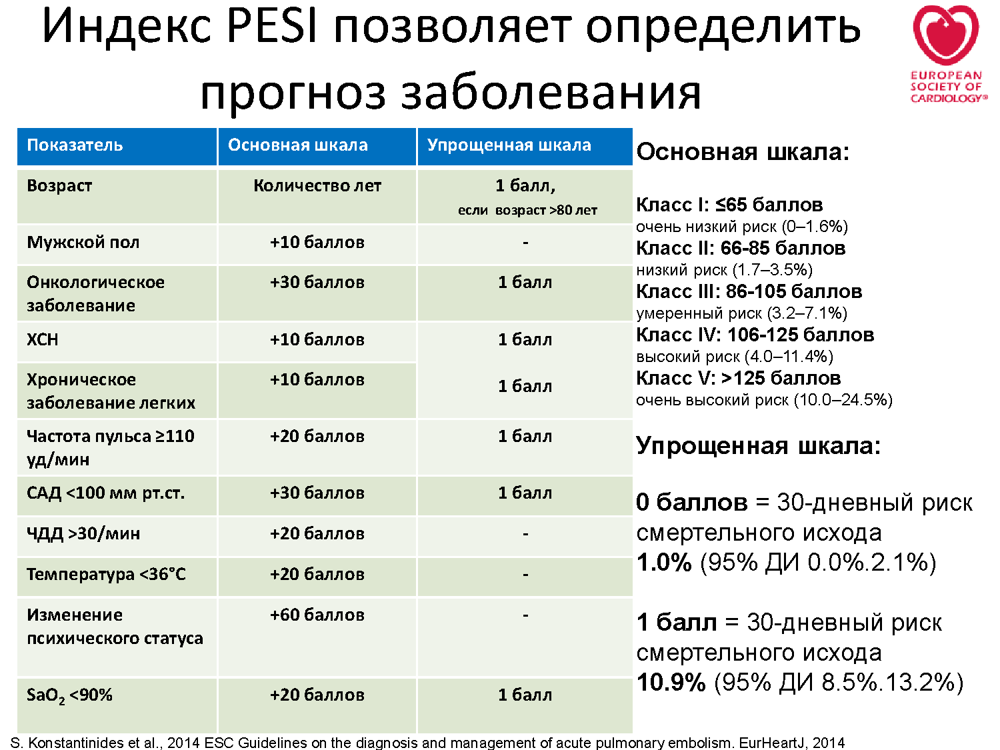 Индекс PESI позволяет определить
прогноз заболевания
EUROPEAN
SOCIETY OF
CARDIOLOGY®
Показатель Основная шкала Упрощенная шкала
Возраст Количество лет 1 балл,
если возраст >80 лет
Мужской пол +10 баллов -
Онкологическое +30 баллов 1 балл
заболевание
ХСН +10 баллов 1 балл
Хроническое +10 баллов 1 балл
заболевание легких
Частота пульса ≥110 +20 баллов 1 балл
уд/мин
САД <100 мм рт.ст. +30 баллов 1 балл
ЧДД >30/мин +20 баллов -
Температура <36°C +20 баллов -
Изменение +60 баллов -
психического статуса
SaO2 <90% +20 баллов 1 балл
Основная шкала:
Класс I: ≤65 баллов
очень низкий риск (0–1.6%)
Класс II: 66-85 баллов
низкий риск (1.7–3.5%)
Класс III: 86-105 баллов
умеренный риск (3.2–7.1%)
Класс IV: 106-125 баллов
высокий риск (4.0–11.4%)
Класс V: >125 баллов
очень высокий риск (10.0–24.5%)
Упрощенная шкала:
0 баллов = 30-дневный риск
смертельного исхода
1.0% (95% ДИ 0.0%.2.1%)
1 балл = 30-дневный риск
смертельного исхода
10.9% (95% ДИ 8.5%.13.2%)
S. Konstantinides et al., 2014 ESC Guidelines on the diagnosis and management of acute pulmonary embolism. EurHeartJ, 2014